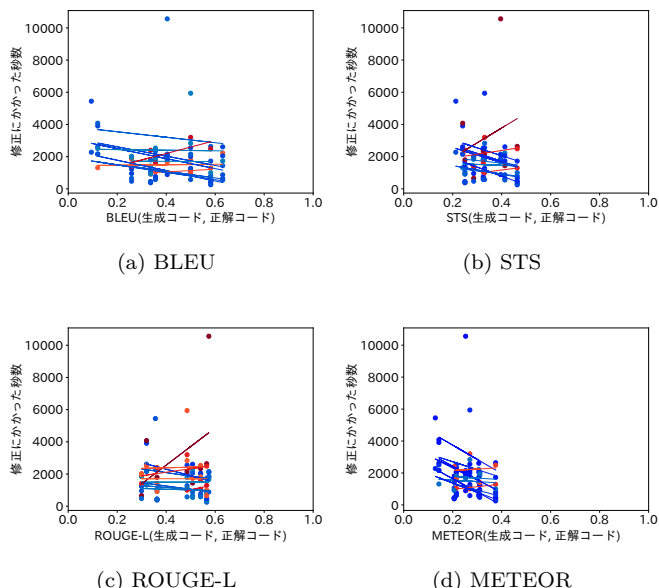 修正にかかった秒数
10000
8000
6000
4000
2000
0
0.0 0.2 0.4 0.6 0.8 1.0
BLEU(生成コード, 正解コード)
(a) BLEU
修正にかかった秒数
10000
8000
6000
4000
2000
0
0.0 0.2 0.4 0.6 0.8 1.0
STS(生成コード, 正解コード)
(b) STS
修正にかかった秒数
10000
8000
6000
4000
2000
0
0.0 0.2 0.4 0.6 0.8 1.0
ROUGE-L(生成コード, 正解コード)
(c) ROUGE-L
修正にかかった秒数
10000
8000
6000
4000
2000
0
0.0 0.2 0.4 0.6 0.8 1.0
METEOR(生成コード, 正解コード)
(d) METEOR